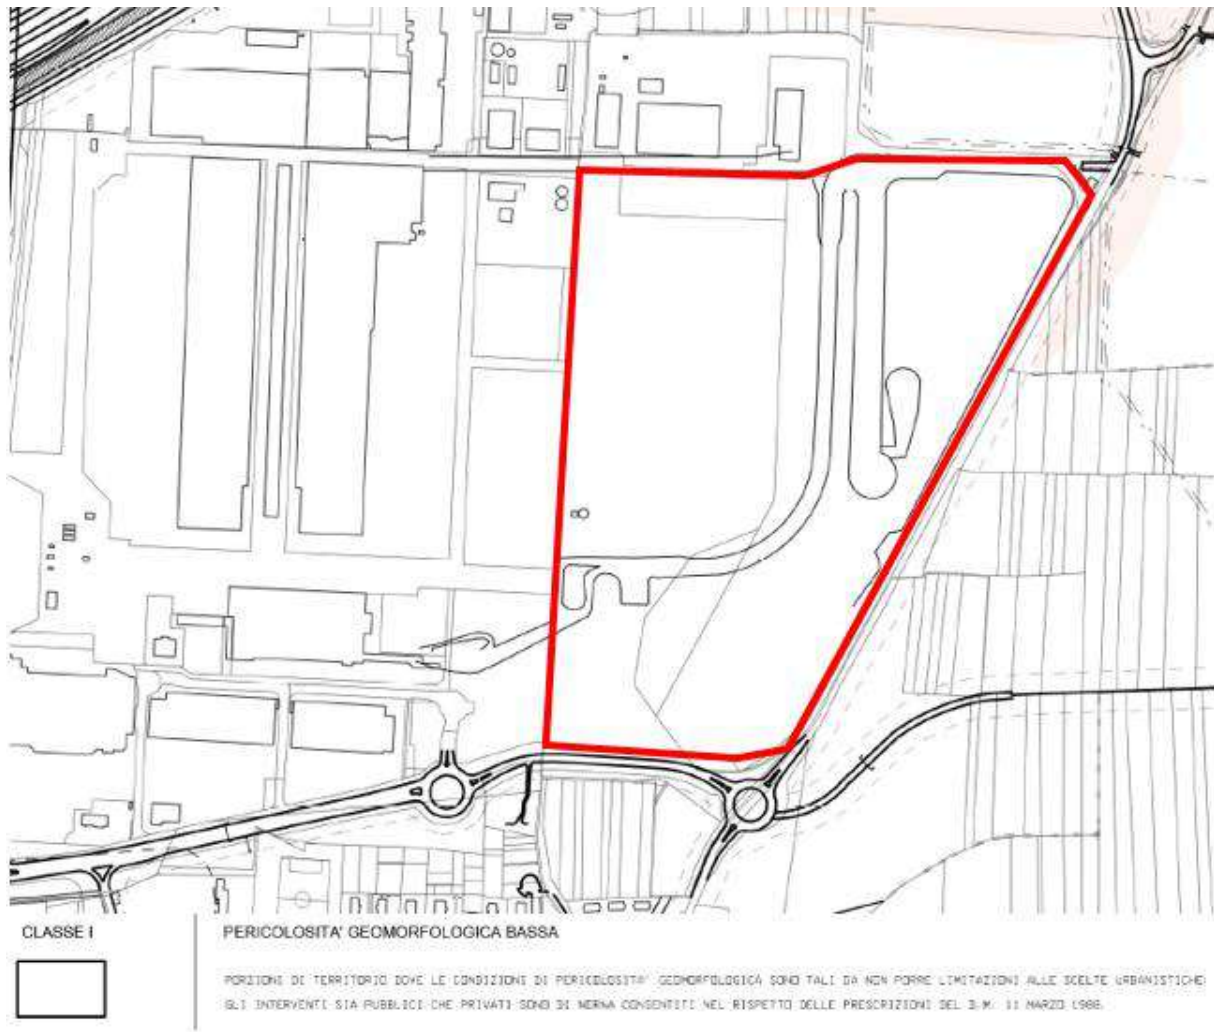 CLASSE I
PERICOLOSITA' GEOMORFOLOGICA BASSA
PORZIONI DI TERRITORIO DOVE LE CONDIZIONI DI PERICOLOSITA' GEOMORFOLOGICA SONO TALI DA NON PORRE LIMITAZIONI ALLE SCELTE URBANISTICHE:
GLI INTERVENTI SIA PUBBLICI CHE PRIVATI SONO DI NORMA CONSENTITI NEL RISPETTO DELLE PRESCRIZIONI DEL D.M. 11 MARZO 1988.